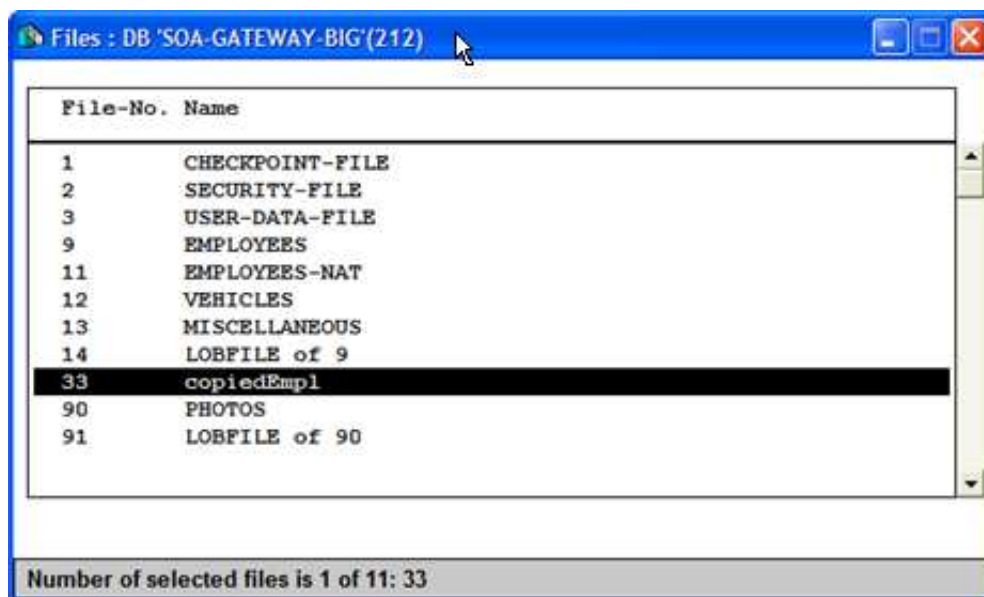 Files : DB 'SOA-GATEWAY-BIG'(212)
File-No. Name
1 CHECKPOINT-FILE
2 SECURITY-FILE
3 USER-DATA-FILE
9 EMPLOYEES
11 EMPLOYEES-NAT
12 VEHICLES
13 MISCELLANEOUS
14 LOBFILE of 9
33 copiedEmpl
90 PHOTOS
91 LOBFILE of 90
Number of selected files is 1 of 11: 33